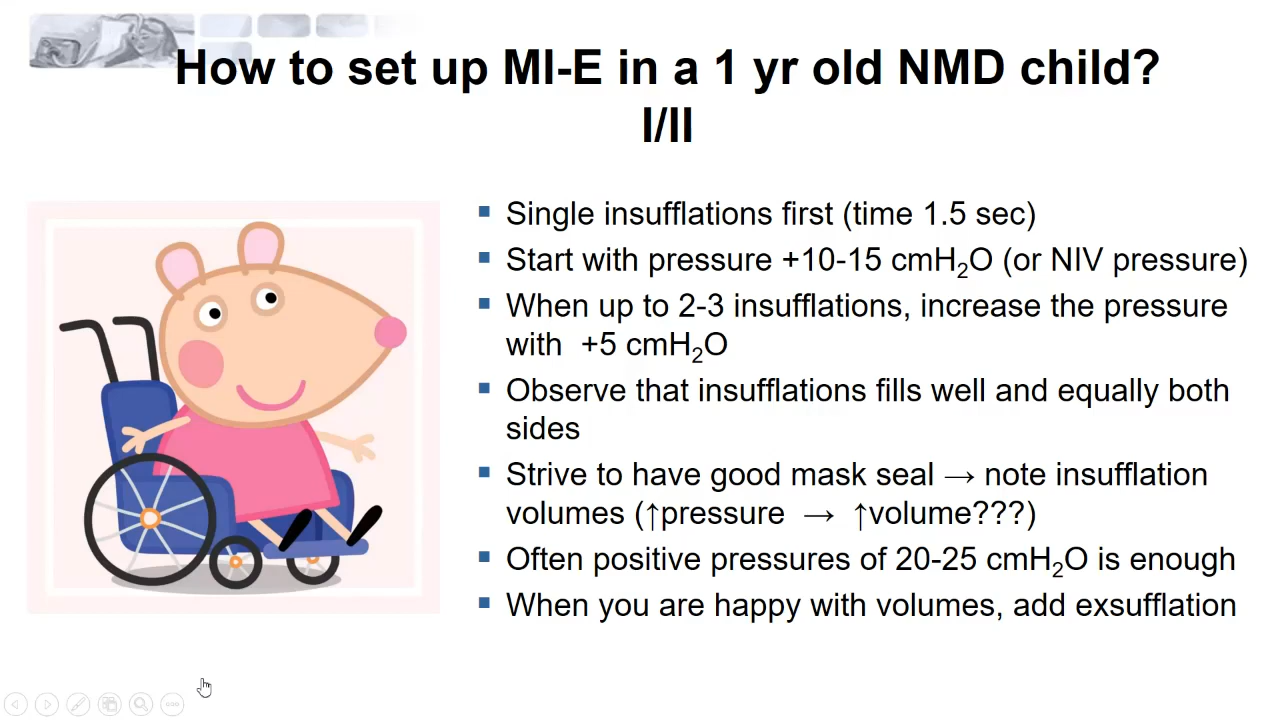 How to set up MI-E in a 1 yr old NMD child?
I/II
▪ Single insufflations first (time 1.5 sec)
▪ Start with pressure +10-15 cmH₂O (or NIV pressure)
▪ When up to 2-3 insufflations, increase the pressure
with +5 cmH₂O
▪ Observe that insufflations fills well and equally both
sides
▪ Strive to have good mask seal → note insufflation
volumes (↑pressure → ↑volume???)
▪ Often positive pressures of 20-25 cmH₂O is enough
▪ When you are happy with volumes, add exsufflation